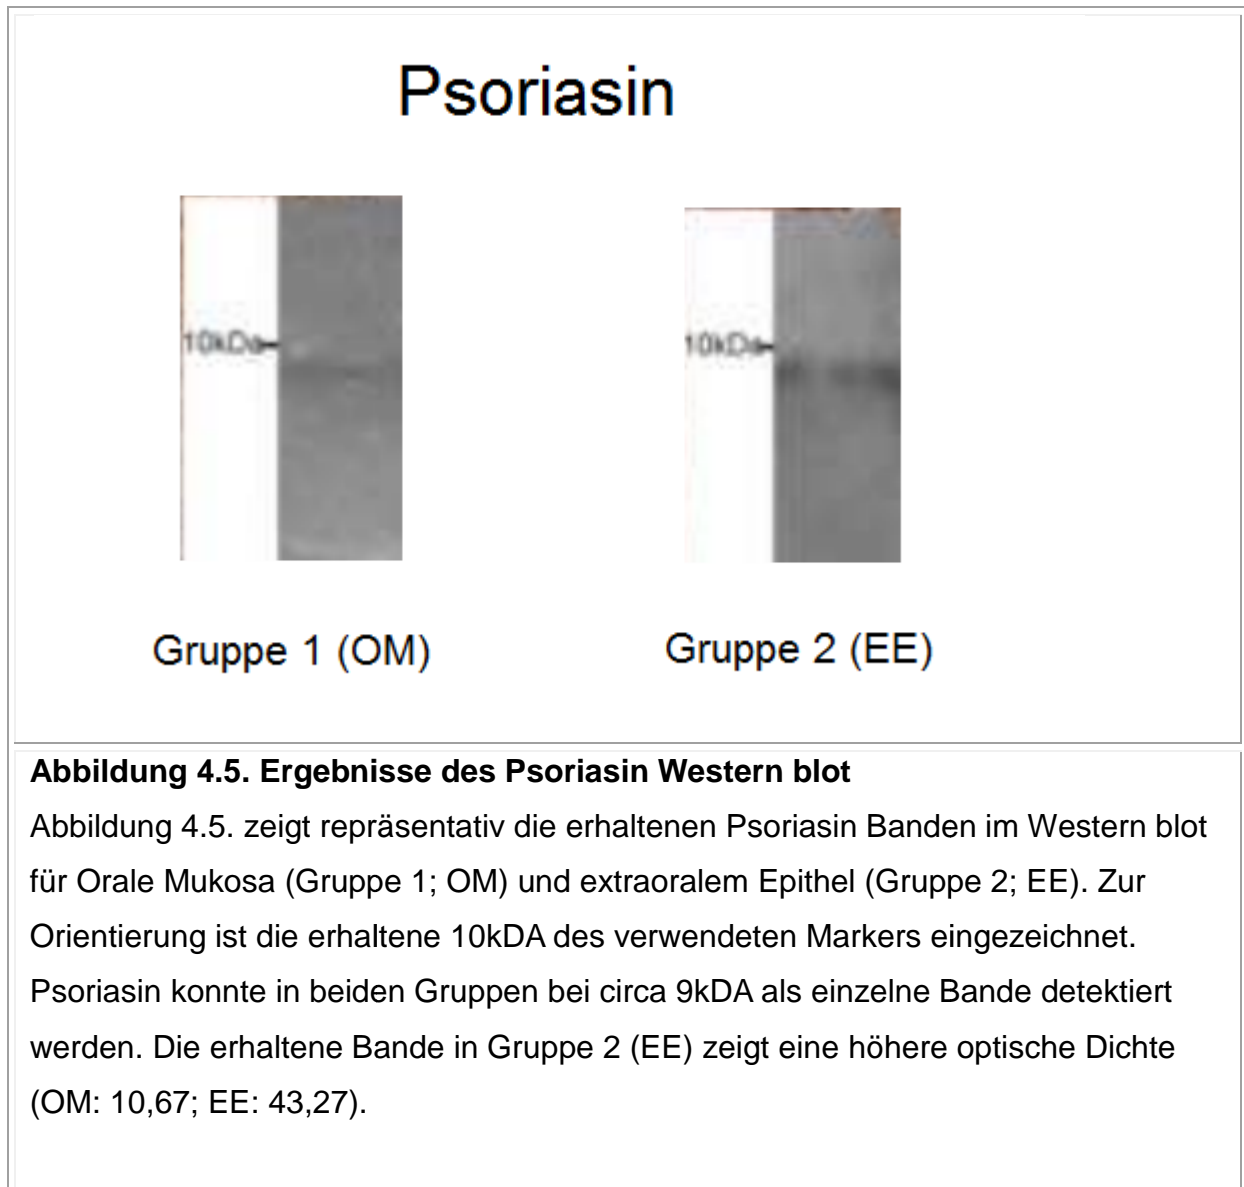 Psoriasin
10kDa
10kDa
Gruppe 1 (OM)
Gruppe 2 (EE)
Abbildung 4.5. Ergebnisse des Psoriasin Western blot
Abbildung 4.5. zeigt repräsentativ die erhaltenen Psoriasin Banden im Western blot
für Orale Mukosa (Gruppe 1; OM) und extraoralem Epithel (Gruppe 2; EE). Zur
Orientierung ist die erhaltene 10kDA des verwendeten Markers eingezeichnet.
Psoriasin konnte in beiden Gruppen bei circa 9kDA als einzelne Bande detektiert
werden. Die erhaltene Bande in Gruppe 2 (EE) zeigt eine höhere optische Dichte
(OM: 10,67; EE: 43,27).